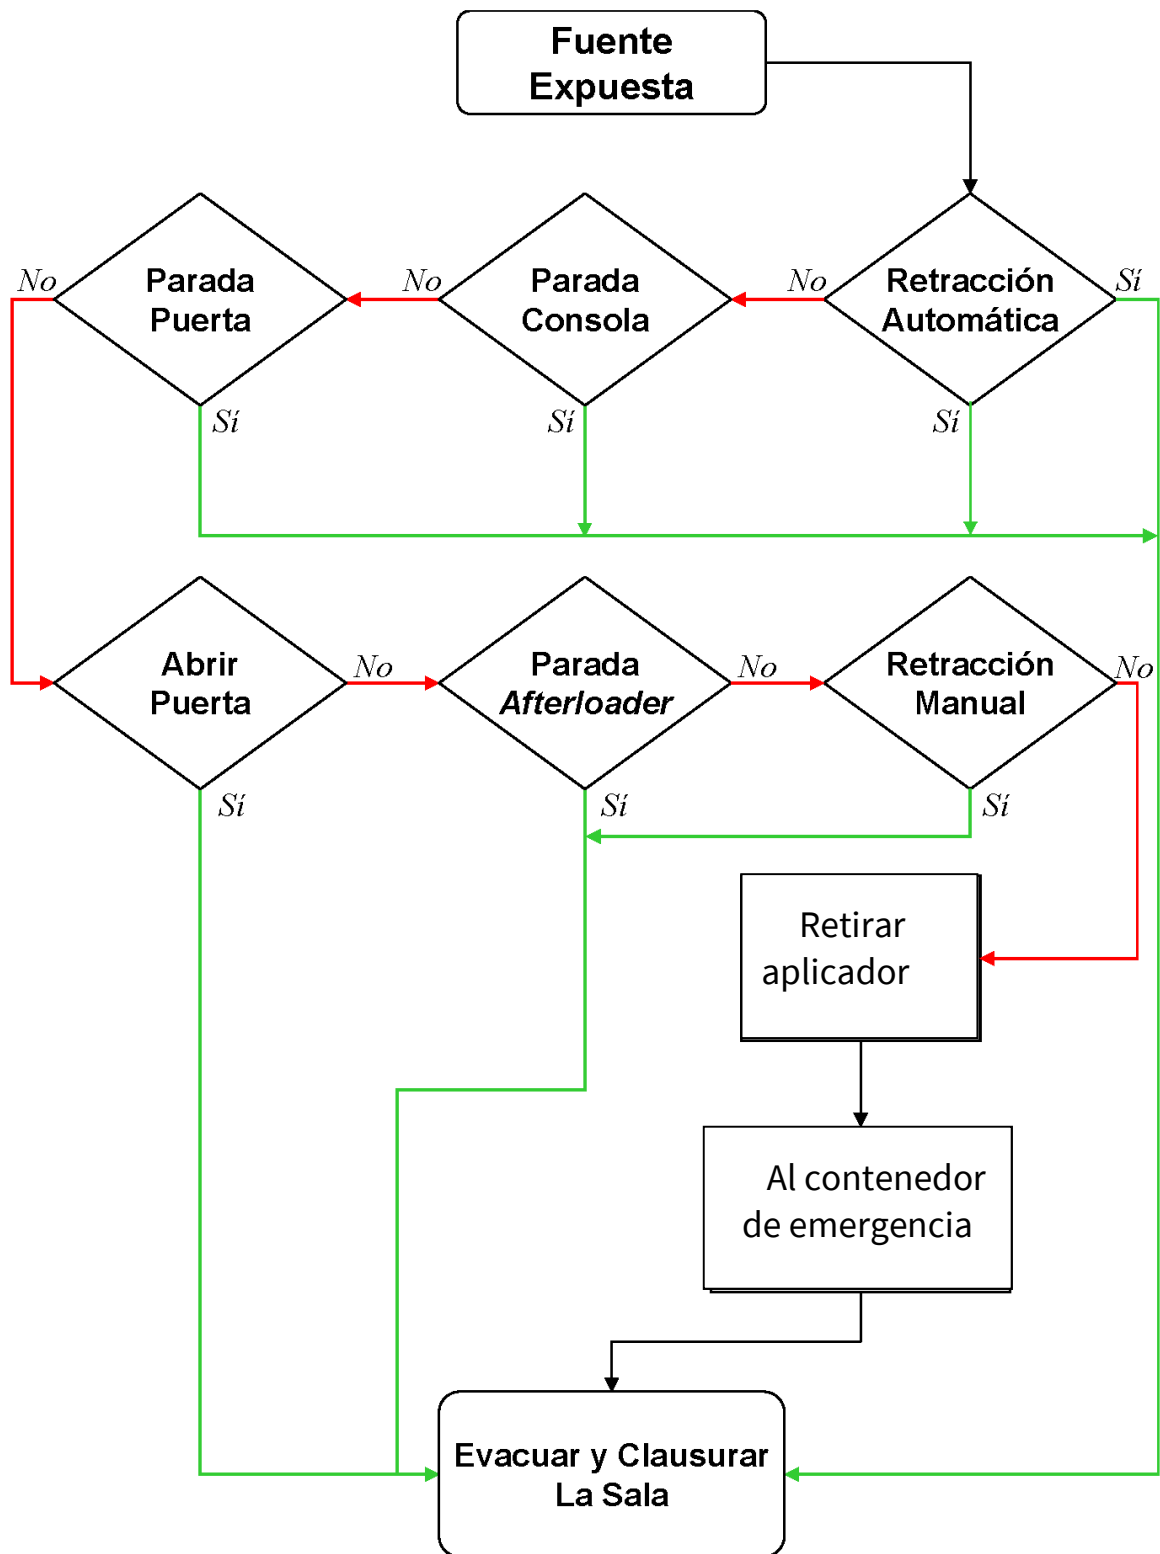 Fuente
Expuesta
No
Parada
Puerta
No
Parada
Consola
No
Retracción
Automática
Sí
Sí
Sí
Sí
Abrir
Puerta
No
Parada
Afterloader
No
Retracción
Manual
No
Sí
Sí
Sí
Retirar
aplicador
Al contenedor
de emergencia
Evacuar y Clausurar
La Sala